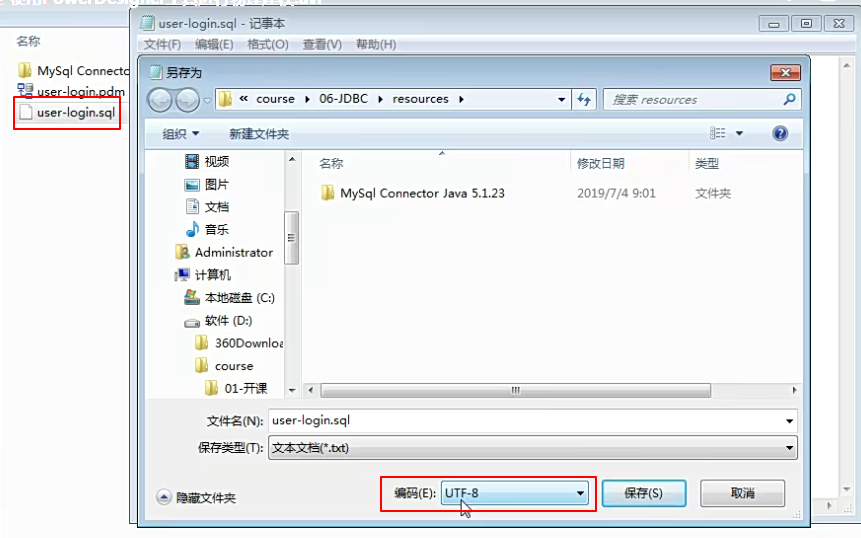 user-login.sql - 记事本
文件(F) 编辑(E) 格式(O) 查看(V) 帮助(H)
名称
MySql Connecto
user-login.pdm
user-login.sql
另存为
« course 06-JDBC resources
搜索 resources
组织 新建文件夹
视频
图片
文档
音乐
Administrator
计算机
本地磁盘 (C:)
软件 (D:)
360Downloa
course
01-开课
名称 修改日期 类型
MySql Connector Java 5.1.23 2019/7/4 9:01 文件夹
文件名(N): user-login.sql
保存类型(T): 文本文档(*.txt)
隐藏文件夹
编码(E): UTF-8
保存(S)
取消